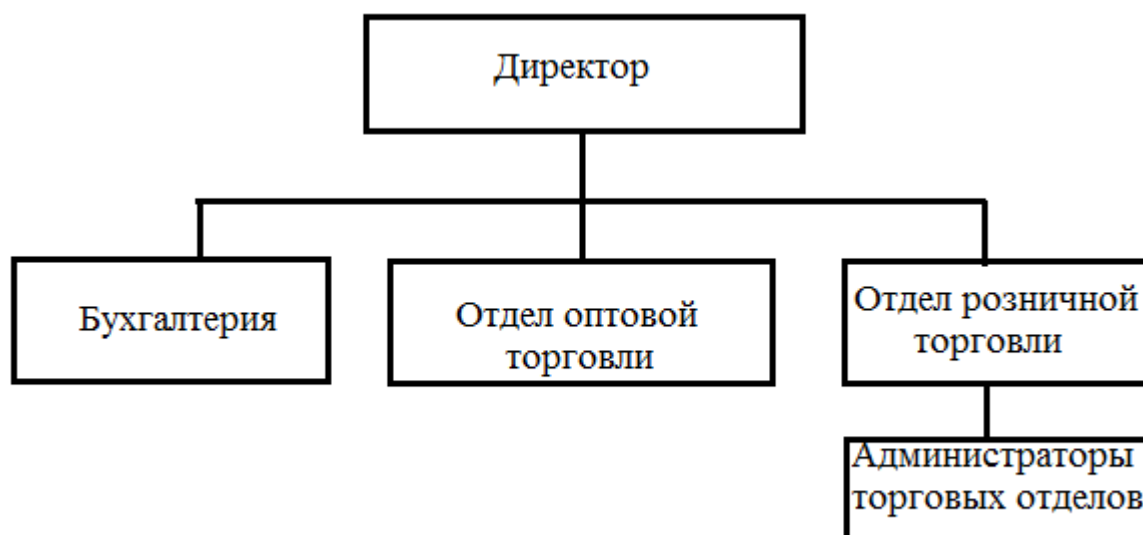 Директор
Бухгалтерия
Отдел оптовой
торговли
Отдел розничной
торговли
Администраторы
торговых отделов